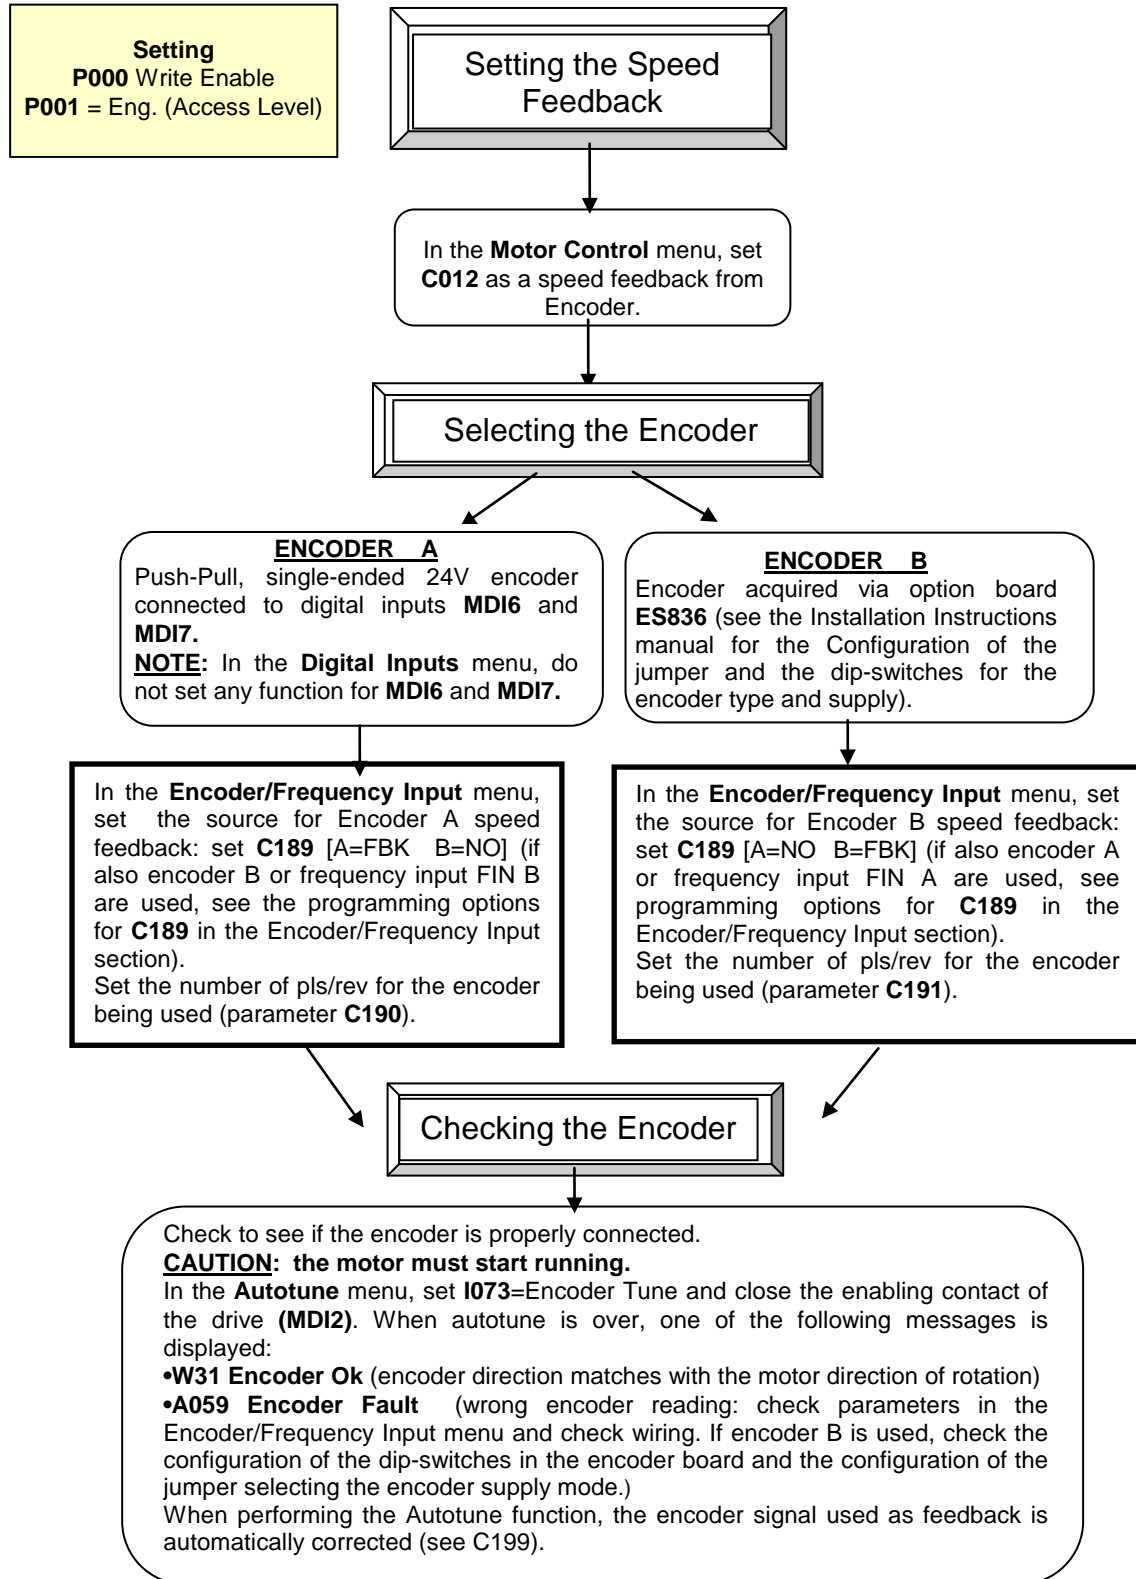 Setting
P000 Write Enable
P001 = Eng. (Access Level)
Setting the Speed
Feedback
In the Motor Control menu, set
C012 as a speed feedback from
Encoder.
Selecting the Encoder
ENCODER A
Push-Pull, single-ended 24V encoder
connected to digital inputs MDI6 and
MDI7.
NOTE: In the Digital Inputs menu, do
not set any function for MDI6 and MDI7.
ENCODER B
Encoder acquired via option board
ES836 (see the Installation Instructions
manual for the Configuration of the
jumper and the dip-switches for the
encoder type and supply).
In the Encoder/Frequency Input menu,
set the source for Encoder A speed
feedback: set C189 [A=FBK B=NO] (if
also encoder B or frequency input FIN B
are used, see the programming options
for C189 in the Encoder/Frequency Input
section).
Set the number of pls/rev for the encoder
being used (parameter C190).
In the Encoder/Frequency Input menu, set
the source for Encoder B speed feedback:
set C189 [A=NO B=FBK] (if also encoder A
or frequency input FIN A are used, see
programming options for C189 in the
Encoder/Frequency Input section).
Set the number of pls/rev for the encoder
being used (parameter C191).
Checking the Encoder
Check to see if the encoder is properly connected.
CAUTION: the motor must start running.
In the Autotune menu, set I073=Encoder Tune and close the enabling contact of
the drive (MDI2). When autotune is over, one of the following messages is
displayed:
•W31 Encoder Ok (encoder direction matches with the motor direction of rotation)
•A059 Encoder Fault (wrong encoder reading: check parameters in the
Encoder/Frequency Input menu and check wiring. If encoder B is used, check the
configuration of the dip-switches in the encoder board and the configuration of the
jumper selecting the encoder supply mode.)
When performing the Autotune function, the encoder signal used as feedback is
automatically corrected (see C199).